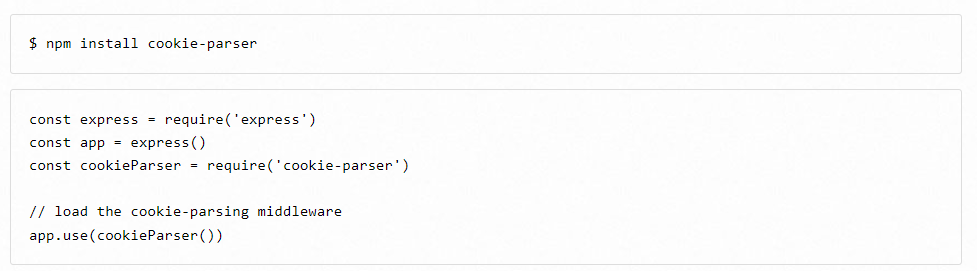 $ npm install cookie-parser
const express = require('express')
const app = express()
const cookieParser = require('cookie-parser')
// load the cookie-parsing middleware
app.use(cookieParser())